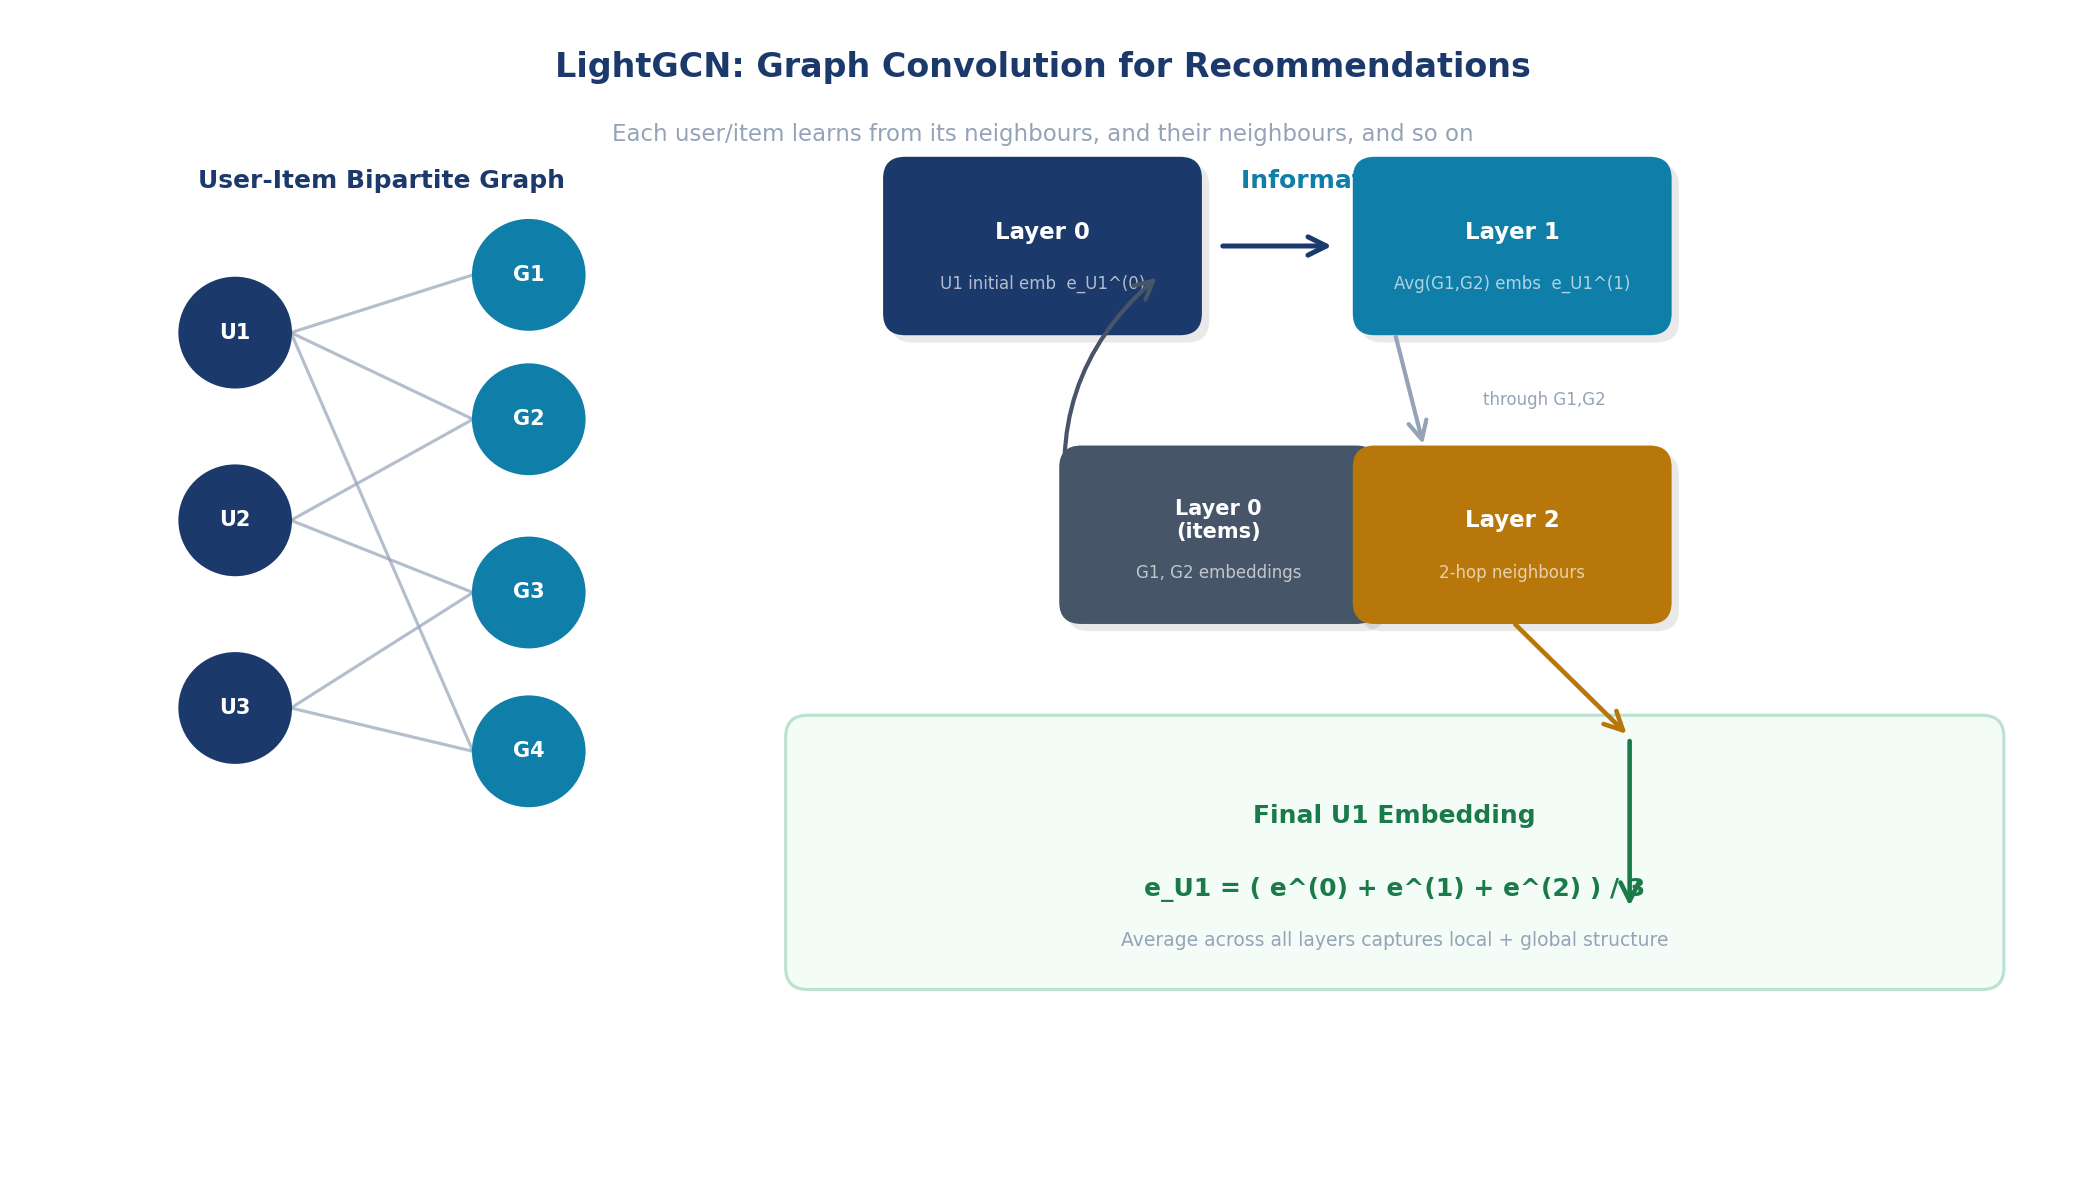 LightGCN: Graph Convolution for Recommendations
Each user/item learns from its neighbours, and their neighbours, and so on
User-Item Bipartite Graph
U1
U2
U3
G1
G2
G3
G4
Layer 0
U1 initial emb  e_U1^(0)
Layer 1
Avg(G1,G2) embs  e_U1^(1)
through G1,G2
Layer 0
(items)
G1, G2 embeddings
Layer 2
2-hop neighbours
Final U1 Embedding
e_U1 = ( e^(0) + e^(1) + e^(2) ) / 3
Average across all layers captures local + global structure